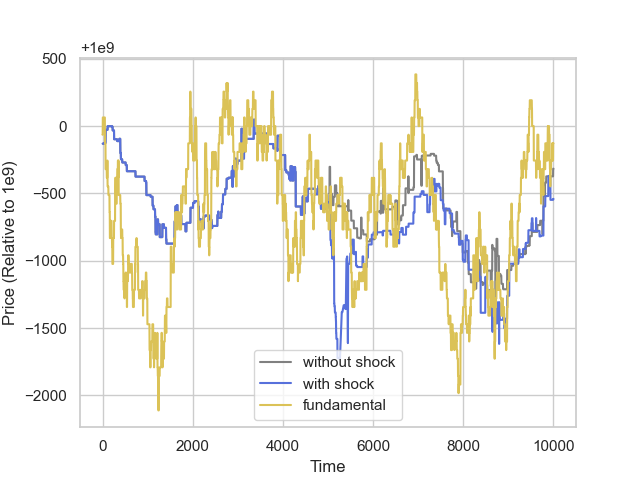 +1e9
500
0
−500
−1000
−1500
−2000
Price (Relative to 1e9)
without shock
with shock
fundamental
0 2000 4000 6000 8000 10000
Time